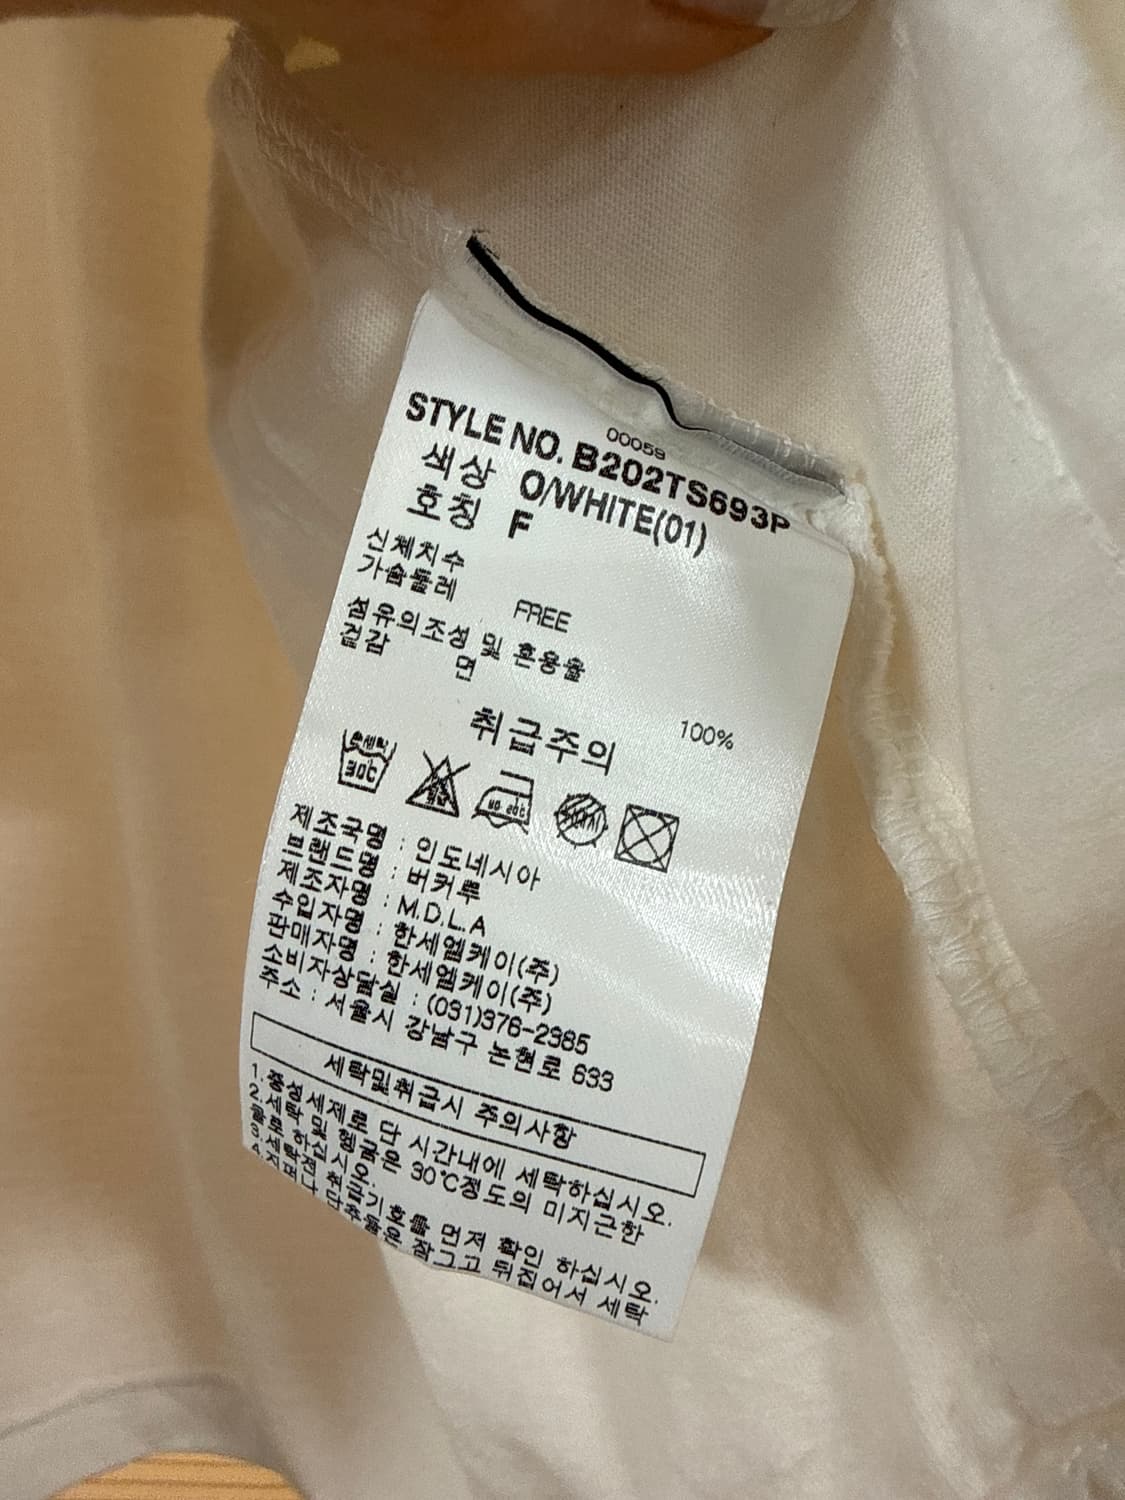 00059
STYLE NO. B202TS693P
색상 O/WHITE(01)
호칭 F
신체치수
가슴둘레 FREE
섬유의조성 및 혼용율
겉감 면 100%
취급주의
손세탁
30℃
제조국명 : 인도네시아
브랜드명 : 버커루
제조자명 : M.D.L.A
수입자명 : 한세엠케이(주)
판매자명 : 한세엠케이(주)
소비자상담실 : (031)376-2385
주소 : 서울시 강남구 논현로 633
세탁및취급시 주의사항
1.중성세제로 단 시간내에 세탁하십시오.
2.세탁 및 헹굼은 30℃정도의 미지근한
물로 하십시오.
3.세탁전 취급기호를 먼저 확인 하십시오.
4.지퍼나 단추들은 잠그고 뒤집어서 세탁